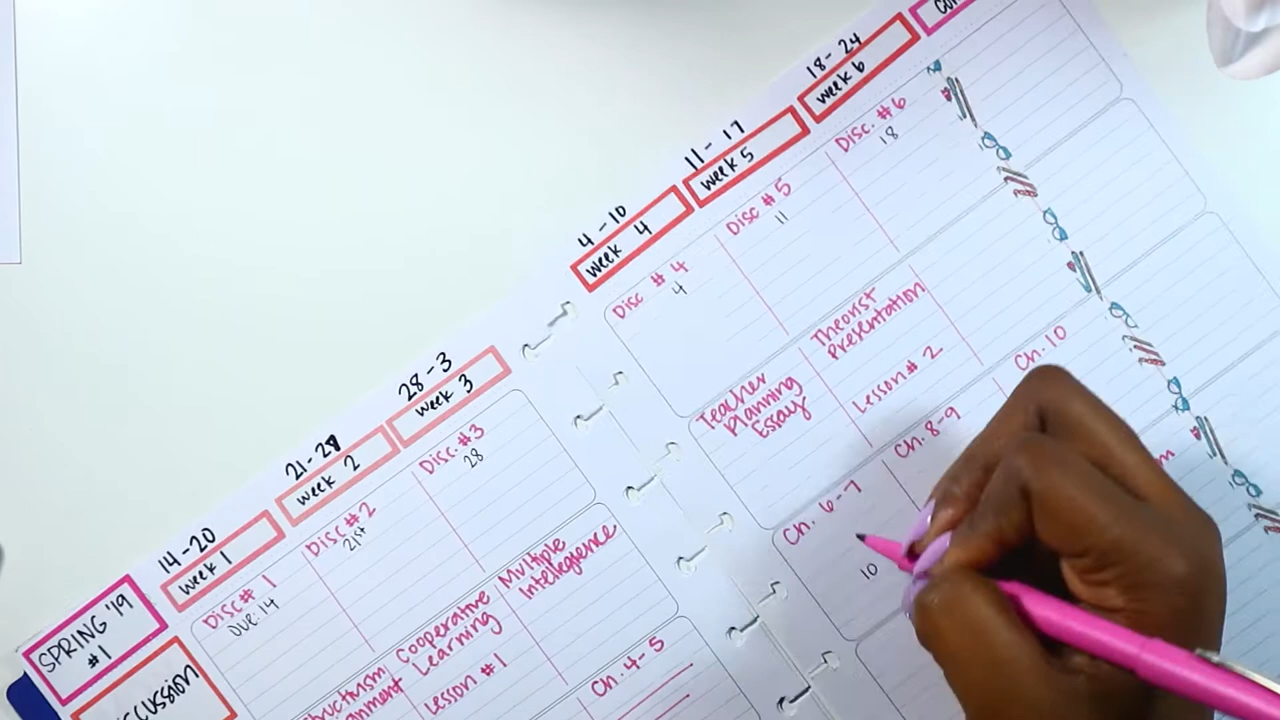 SPRING '19
#1
14-20
week 1
21-28
week 2
28-3
week 3
4-10
week 4
11-17
week 5
18-24
week 6
Disc# 1
Due: 14
Disc #2
21st
Disc.#3
28
Disc # 4
4
Disc # 5
11
Disc. # 6
18
Cooperative
Learning
Lesson #1
Multiple
Intellegience
Teacher
Planning
Essay
Theorist
Presentation
Lesson # 2
Ch. 4-5
Ch. 6-7
10
Ch. 8-9
Ch. 10